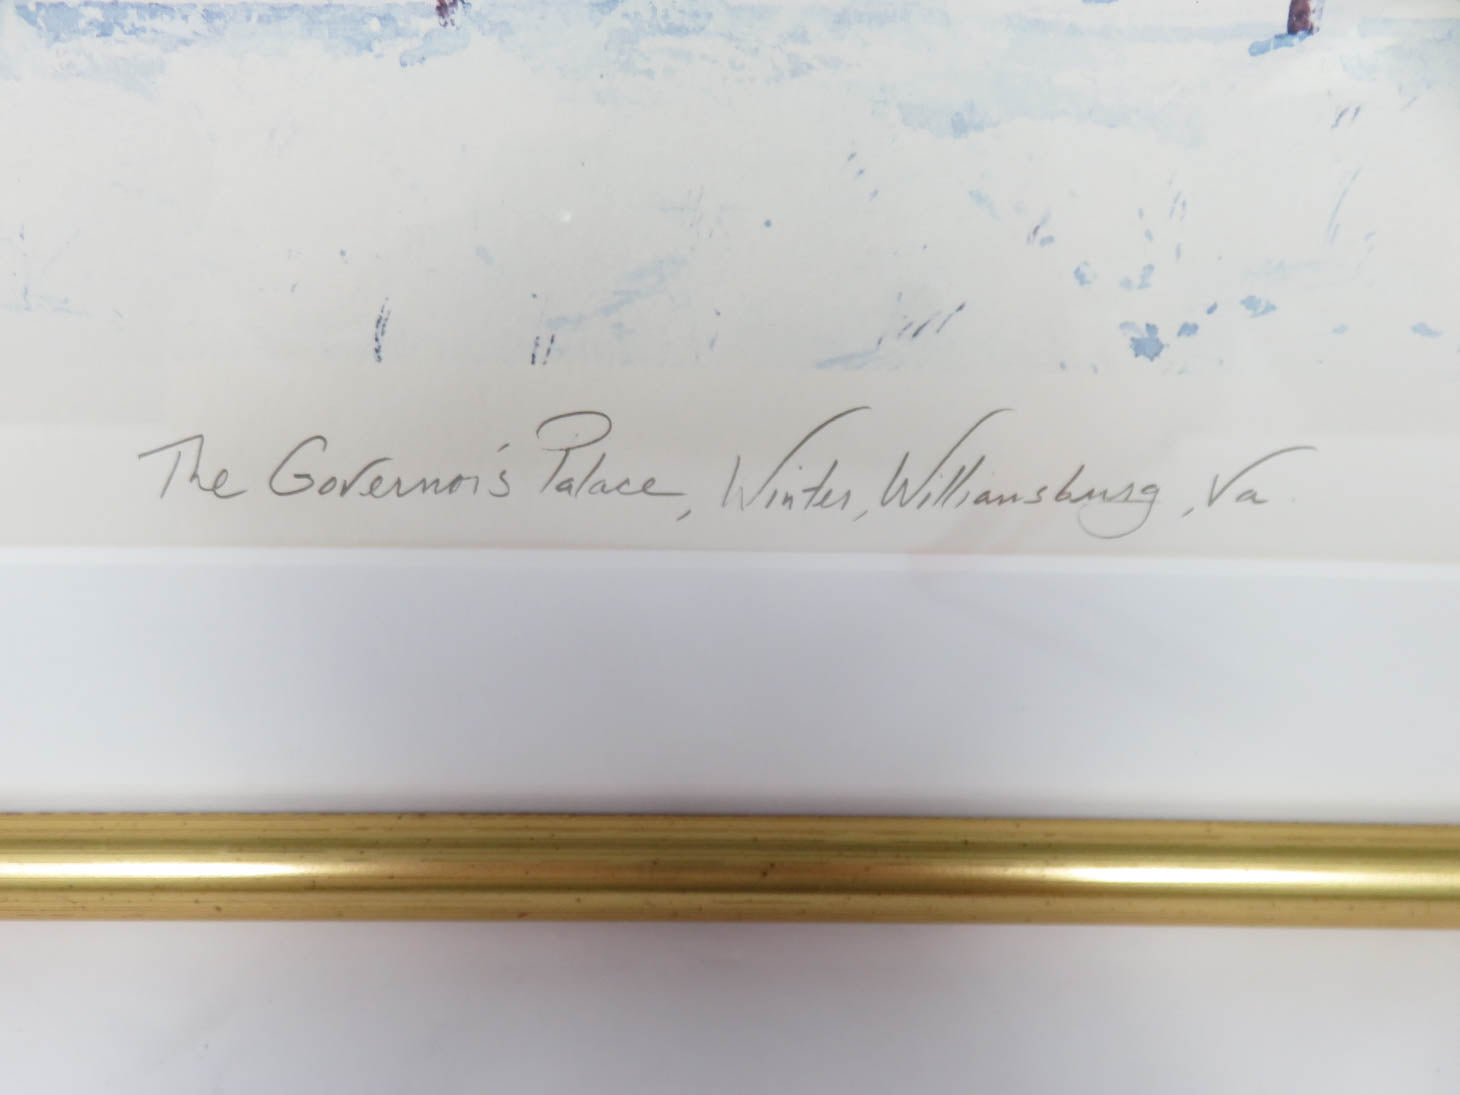 The Governor's Palace, Winter, Williamsburg, Va.